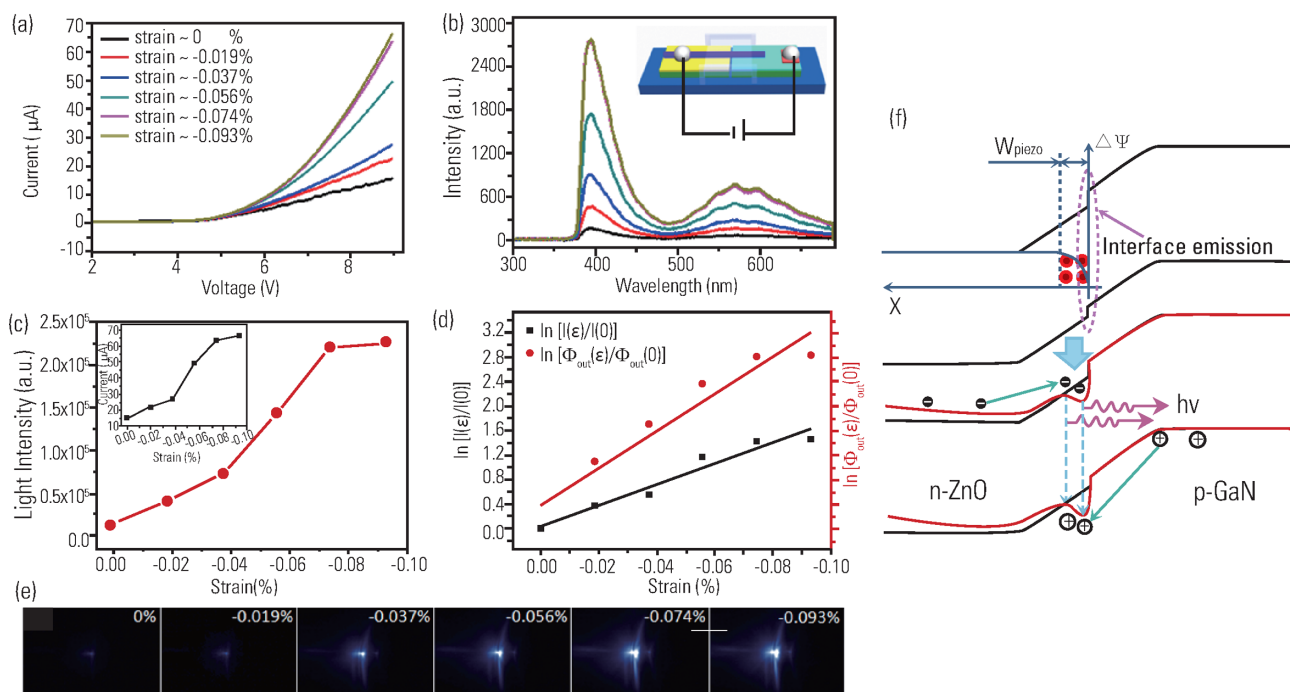 (a)
70
60
50
40
30
20
10
0
-10
Current ( μA)
strain ~ 0 %
strain ~ -0.019%
strain ~ -0.037%
strain ~ -0.056%
strain ~ -0.074%
strain ~ -0.093%
2 4 6 8
Voltage (V)
(b)
3000
2400
1800
1200
600
0
Intensity (a.u.)
300 400 500 600
Wavelength (nm)
(c)
2.5x10⁵
2.0x10⁵
1.5x10⁵
1.0x10⁵
5.0x10⁴
0.0
Light Intensity (a.u.)
70
60
50
40
30
20
10
Current ( μA)
0.00 -0.02 -0.04 -0.06 -0.08 -0.10
Strain (%)
0.00 -0.02 -0.04 -0.06 -0.08 -0.10
Strain(%)
(d)
3.2
2.8
2.4
2.0
1.6
1.2
0.8
0.4
0.0
ln [I(ε)/I(0)]
ln [I(ε)/I(0)]
ln [Φout(ε)/Φout(0)]
ln [Φout(ε)/Φout(0)]
0.00 -0.02 -0.04 -0.06 -0.08 -0.10
Strain (%)
(e)
0%
-0.019%
-0.037%
-0.056%
-0.074%
-0.093%
(f)
Wpiezo
△Ψ
Interface emission
X
hv
n-ZnO
p-GaN